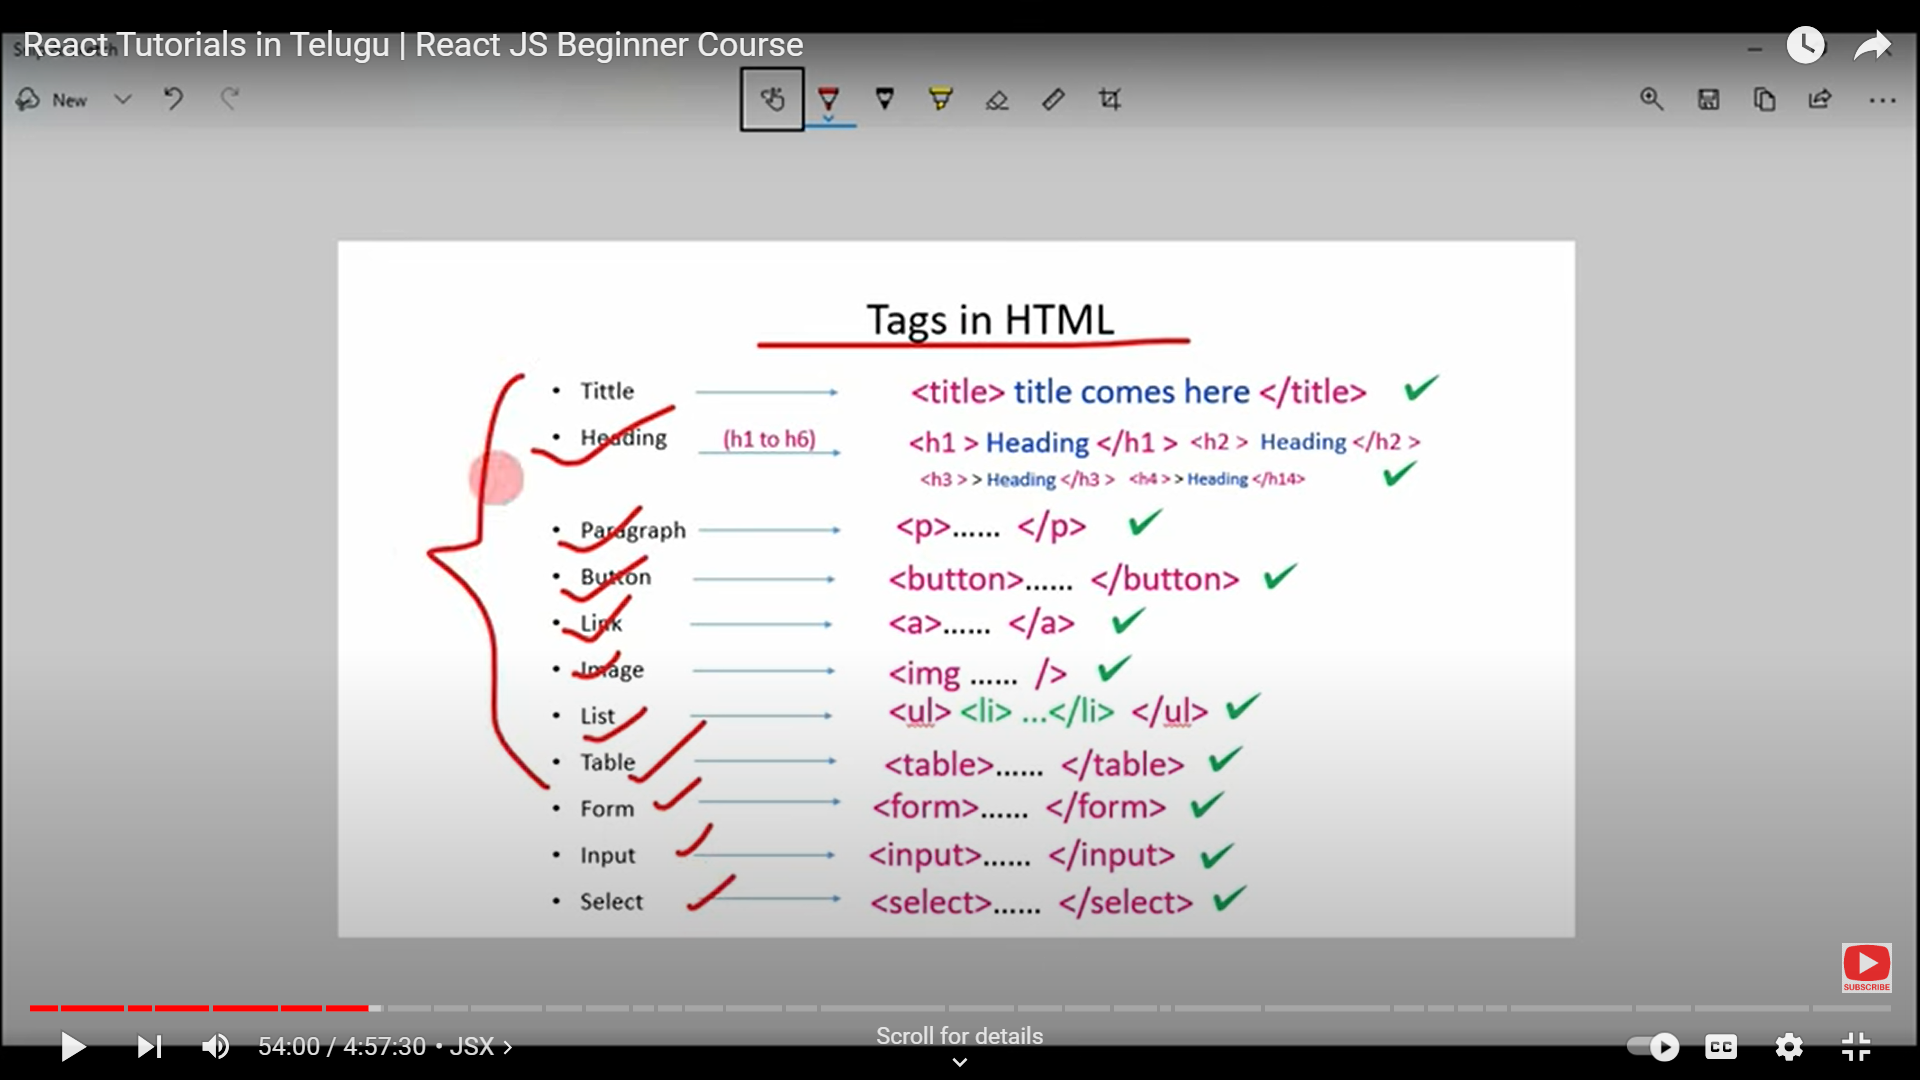 React Tutorials in Telugu | React JS Beginner Course
New
Tags in HTML
• Tittle <title> title comes here </title>
• Heading (h1 to h6) <h1 > Heading </h1 > <h2 > Heading </h2 >
<h3 > > Heading </h3 > <h4 > > Heading </h14>
• Paragraph <p>...... </p>
• Button <button>...... </button>
• Link <a>...... </a>
• Image <img ...... />
• List <ul> <li> ...</li> </ul>
• Table <table>...... </table>
• Form <form>...... </form>
• Input <input>...... </input>
• Select <select>...... </select>
SUBSCRIBE
54:00 / 4:57:30 • JSX
Scroll for details
CC